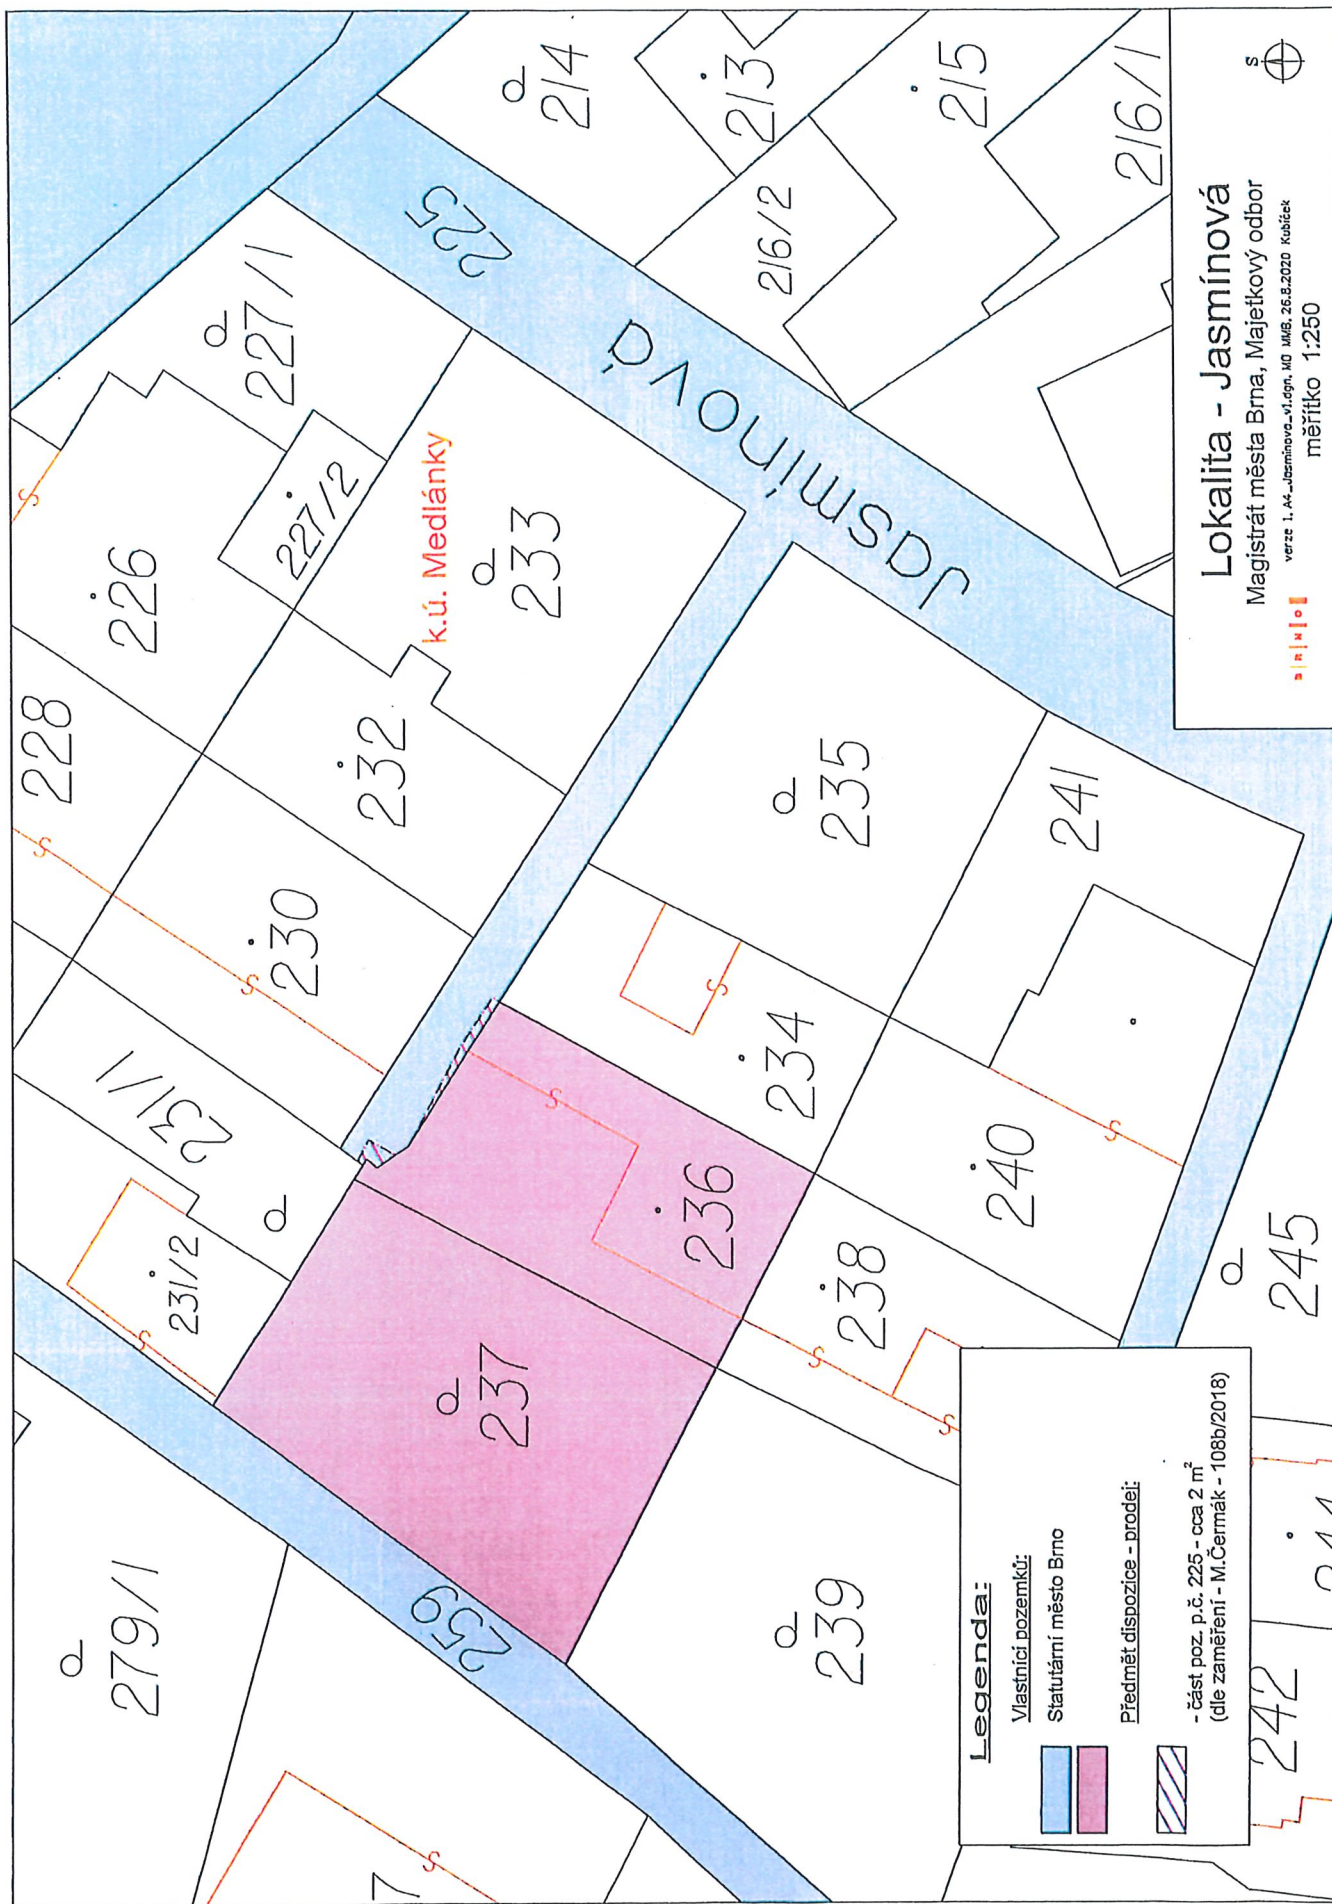 228
226
227/1
227/2
214
213
215
216/1
216/2
225
k.ú. Medlánky
233
232
230
231/1
231/2
Jasmínová
235
241
234
236
237
240
238
245
259
279/1
239
242
7
Legenda:
Vlastníci pozemků:
Statutární město Brno
Předmět dispozice - prodej:
- část poz. p.č. 225 - cca 2 m²
(dle zaměření - M.Čermák - 108b/2018)
S
Lokalita - Jasmínová
Magistrát města Brna, Majetkový odbor
verze 1, A4_Jasminova_v1.dgn, MO MMB, 26.8.2020 Kubíček
měřítko 1:250
B|R|N|O